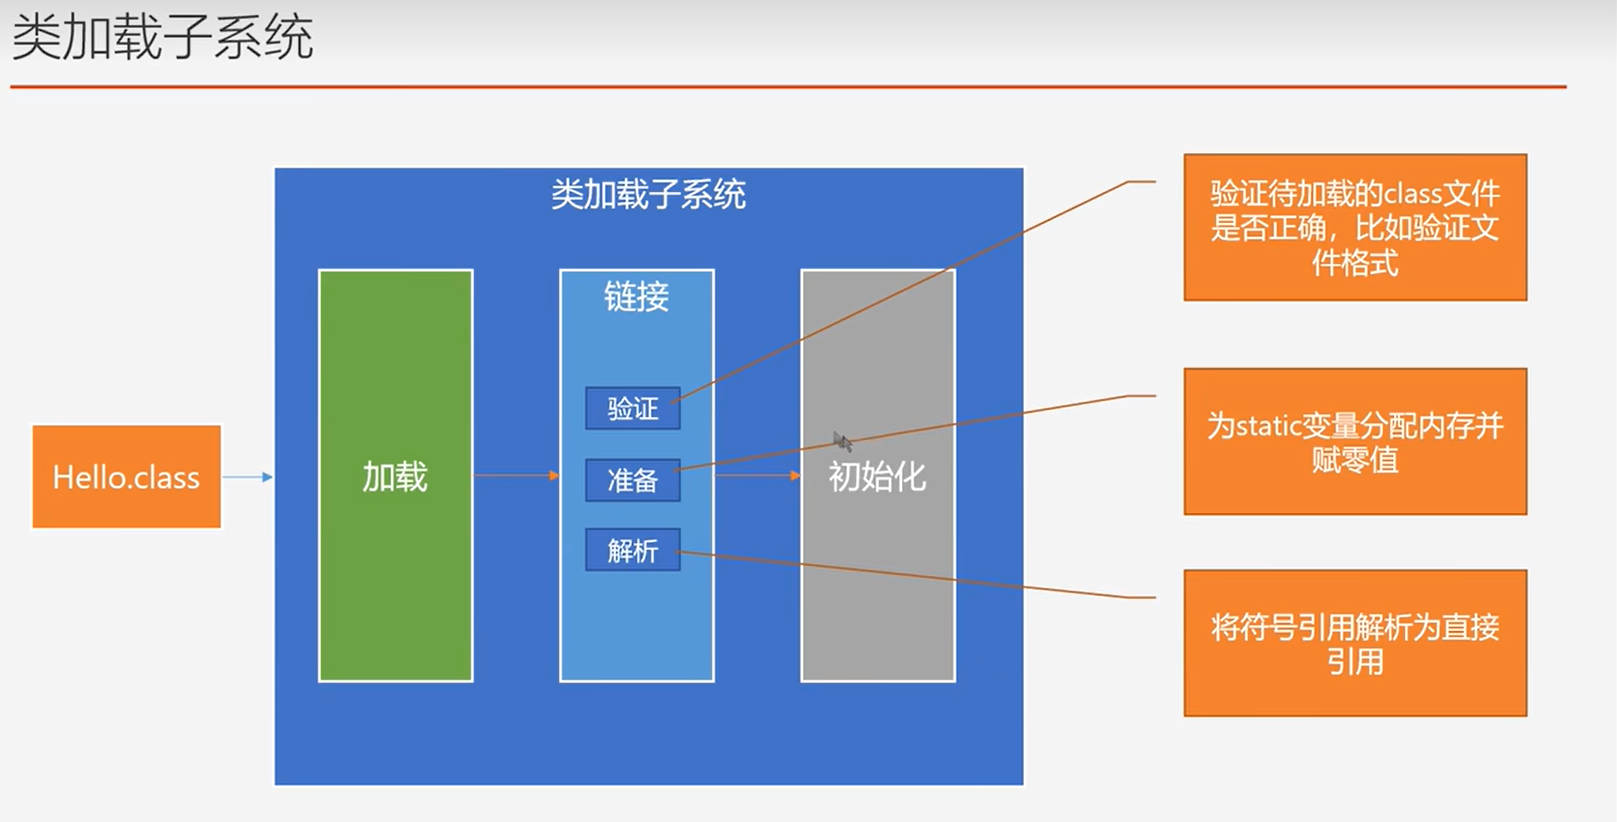 类加载子系统
类加载子系统
Hello.class
加载
链接
验证
准备
解析
初始化
验证待加载的class文件
是否正确，比如验证文
件格式
为static变量分配内存并
赋零值
将符号引用解析为直接
引用